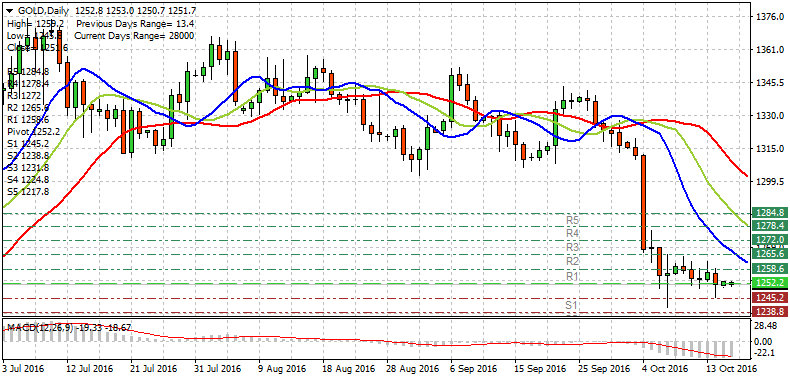 GOLD,Daily 1252.8 1253.0 1250.7 1251.7
High= 1259.2 Previous Days Range= 13.4
Current Days Range= 28000
R5 1284.8
R4 1278.4
R3 1272
R2 1265.6
R1 1258.6
Pivot 1252.2
S1 1245.2
S2 1238.8
S3 1231.8
S4 1224.8
S5 1217.8
R5
R4
R3
R2
R1
S1
1376.0
1361.0
1345.5
1330.0
1315.0
1299.5
1284.8
1278.4
1272.0
1265.6
1258.6
1252.2
1245.2
1238.8
MACD(12,26,9) -19.33 -18.67
28.48
0.00
-22.1
3 Jul 2016
12 Jul 2016
21 Jul 2016
31 Jul 2016
9 Aug 2016
18 Aug 2016
28 Aug 2016
6 Sep 2016
15 Sep 2016
25 Sep 2016
4 Oct 2016
13 Oct 2016